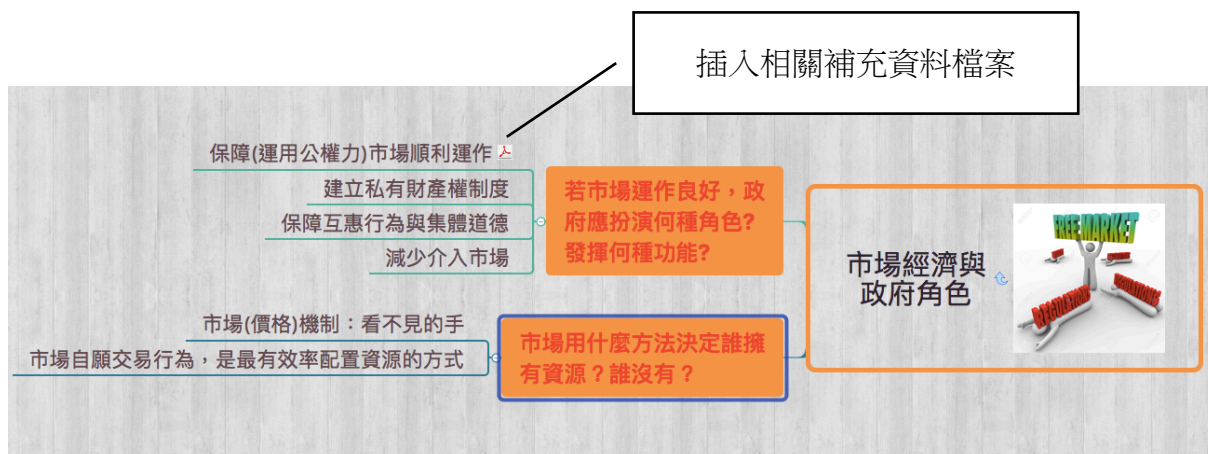 插入相關補充資料檔案
保障(運用公權力)市場順利運作
建立私有財產權制度
保障互惠行為與集體道德
減少介入市場
若市場運作良好，政
府應扮演何種角色?
發揮何種功能?
市場(價格)機制：看不見的手
市場自願交易行為，是最有效率配置資源的方式
市場用什麼方法決定誰擁
有資源？誰沒有？
市場經濟與
政府角色
FREE MARKET
REGULATIONS
REGULATIONS